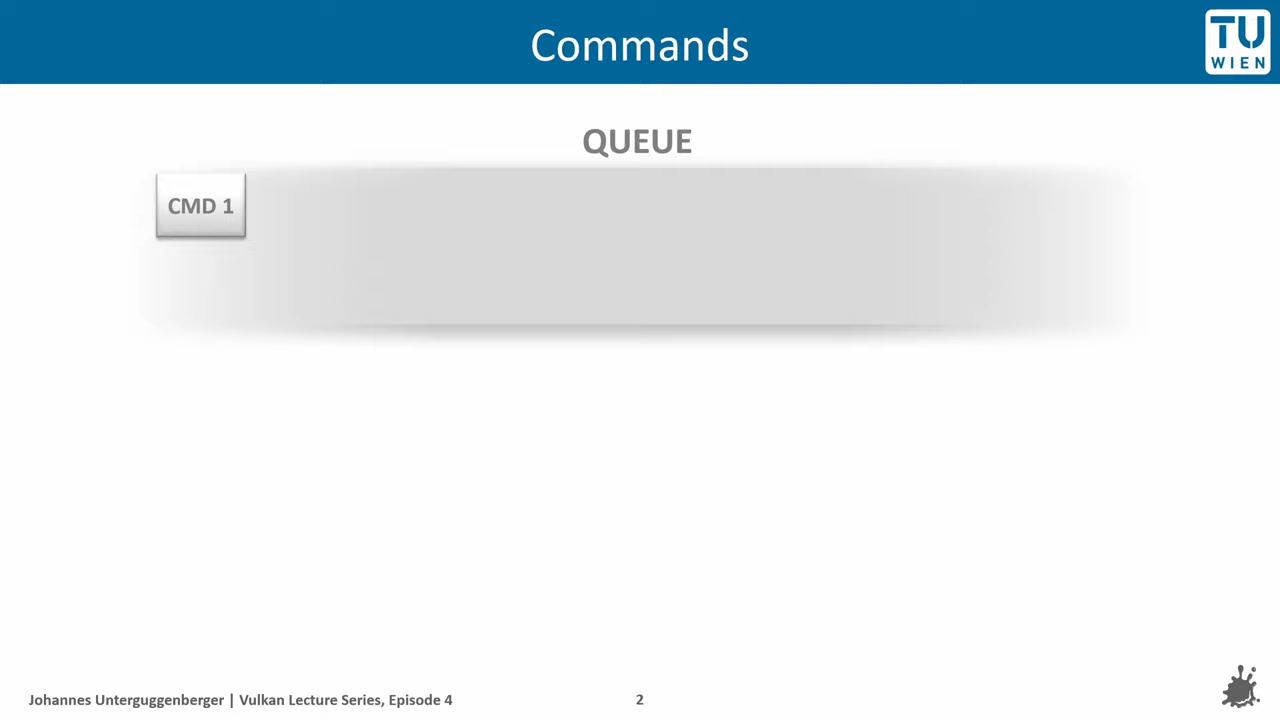 Commands
TU
WIEN
QUEUE
CMD 1
Johannes Unterguggenberger | Vulkan Lecture Series, Episode 4
2